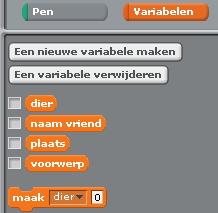 Pen Variabelen
Een nieuwe variabele maken
Een variabele verwijderen
dier
naam vriend
plaats
voorwerp
maak dier 0